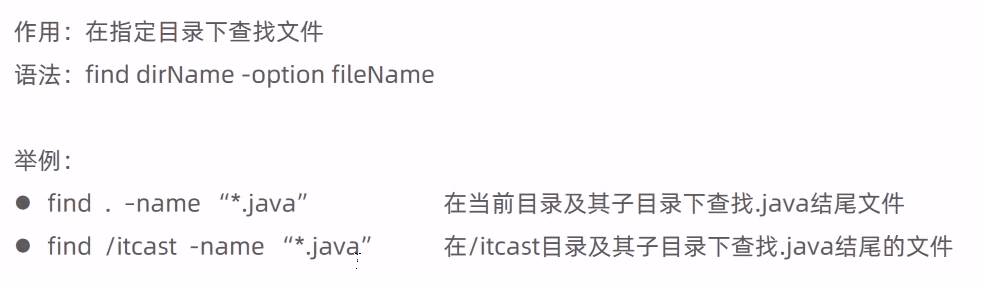 作用：在指定目录下查找文件
语法：find dirName -option fileName
举例：
● find . –name “*.java” 在当前目录及其子目录下查找.java结尾文件
● find /itcast -name “*.java” 在/itcast目录及其子目录下查找.java结尾的文件